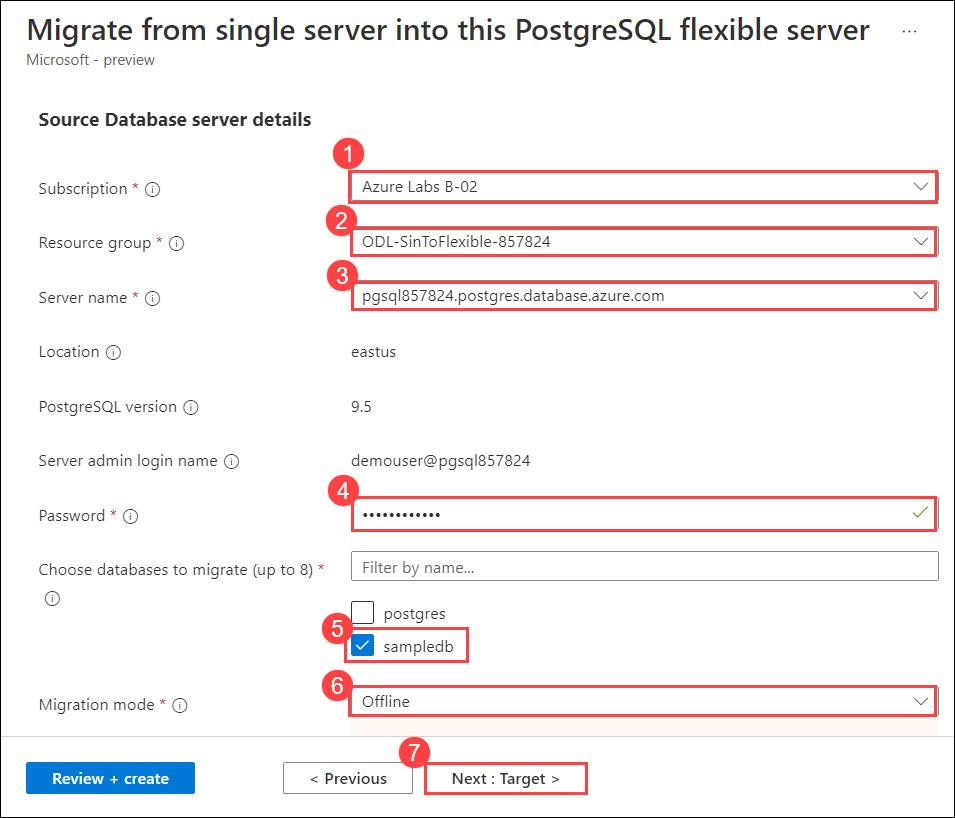 Migrate from single server into this PostgreSQL flexible server ...
Microsoft - preview
Source Database server details
1
Subscription * Azure Labs B-02
2
Resource group * ODL-SinToFlexible-857824
3
Server name * pgsql857824.postgres.database.azure.com
Location eastus
PostgreSQL version 9.5
Server admin login name demouser@pgsql857824
4
Password * ••••••••••••
Choose databases to migrate (up to 8) * Filter by name...
postgres
5
sampledb
6
Migration mode * Offline
7
Review + create < Previous Next : Target >